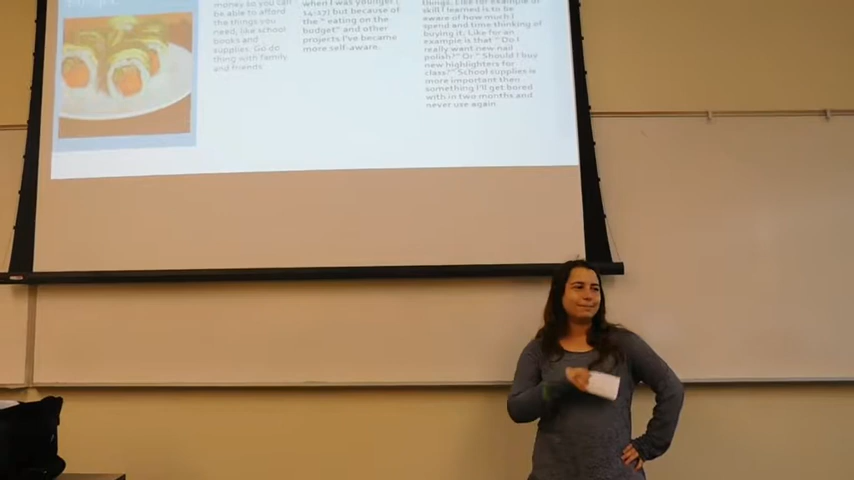 money so you can
be able to afford
the things you
need, like school
books and
supplies. Go do
thing with family
and friends.
when I was younger(
14-17) but because of
the "eating on the
budget" and other
projects I've became
more self-aware.
things. Like for example
skill I learned is to be
aware of how much I
spend and time thinking of
buying it. Like for an
example is that "Do I
really want new nail
polish?" Or "Should I buy
new highlighters for
class?" School supplies is
more important then
something I'll get bored
with in two months and
never use again